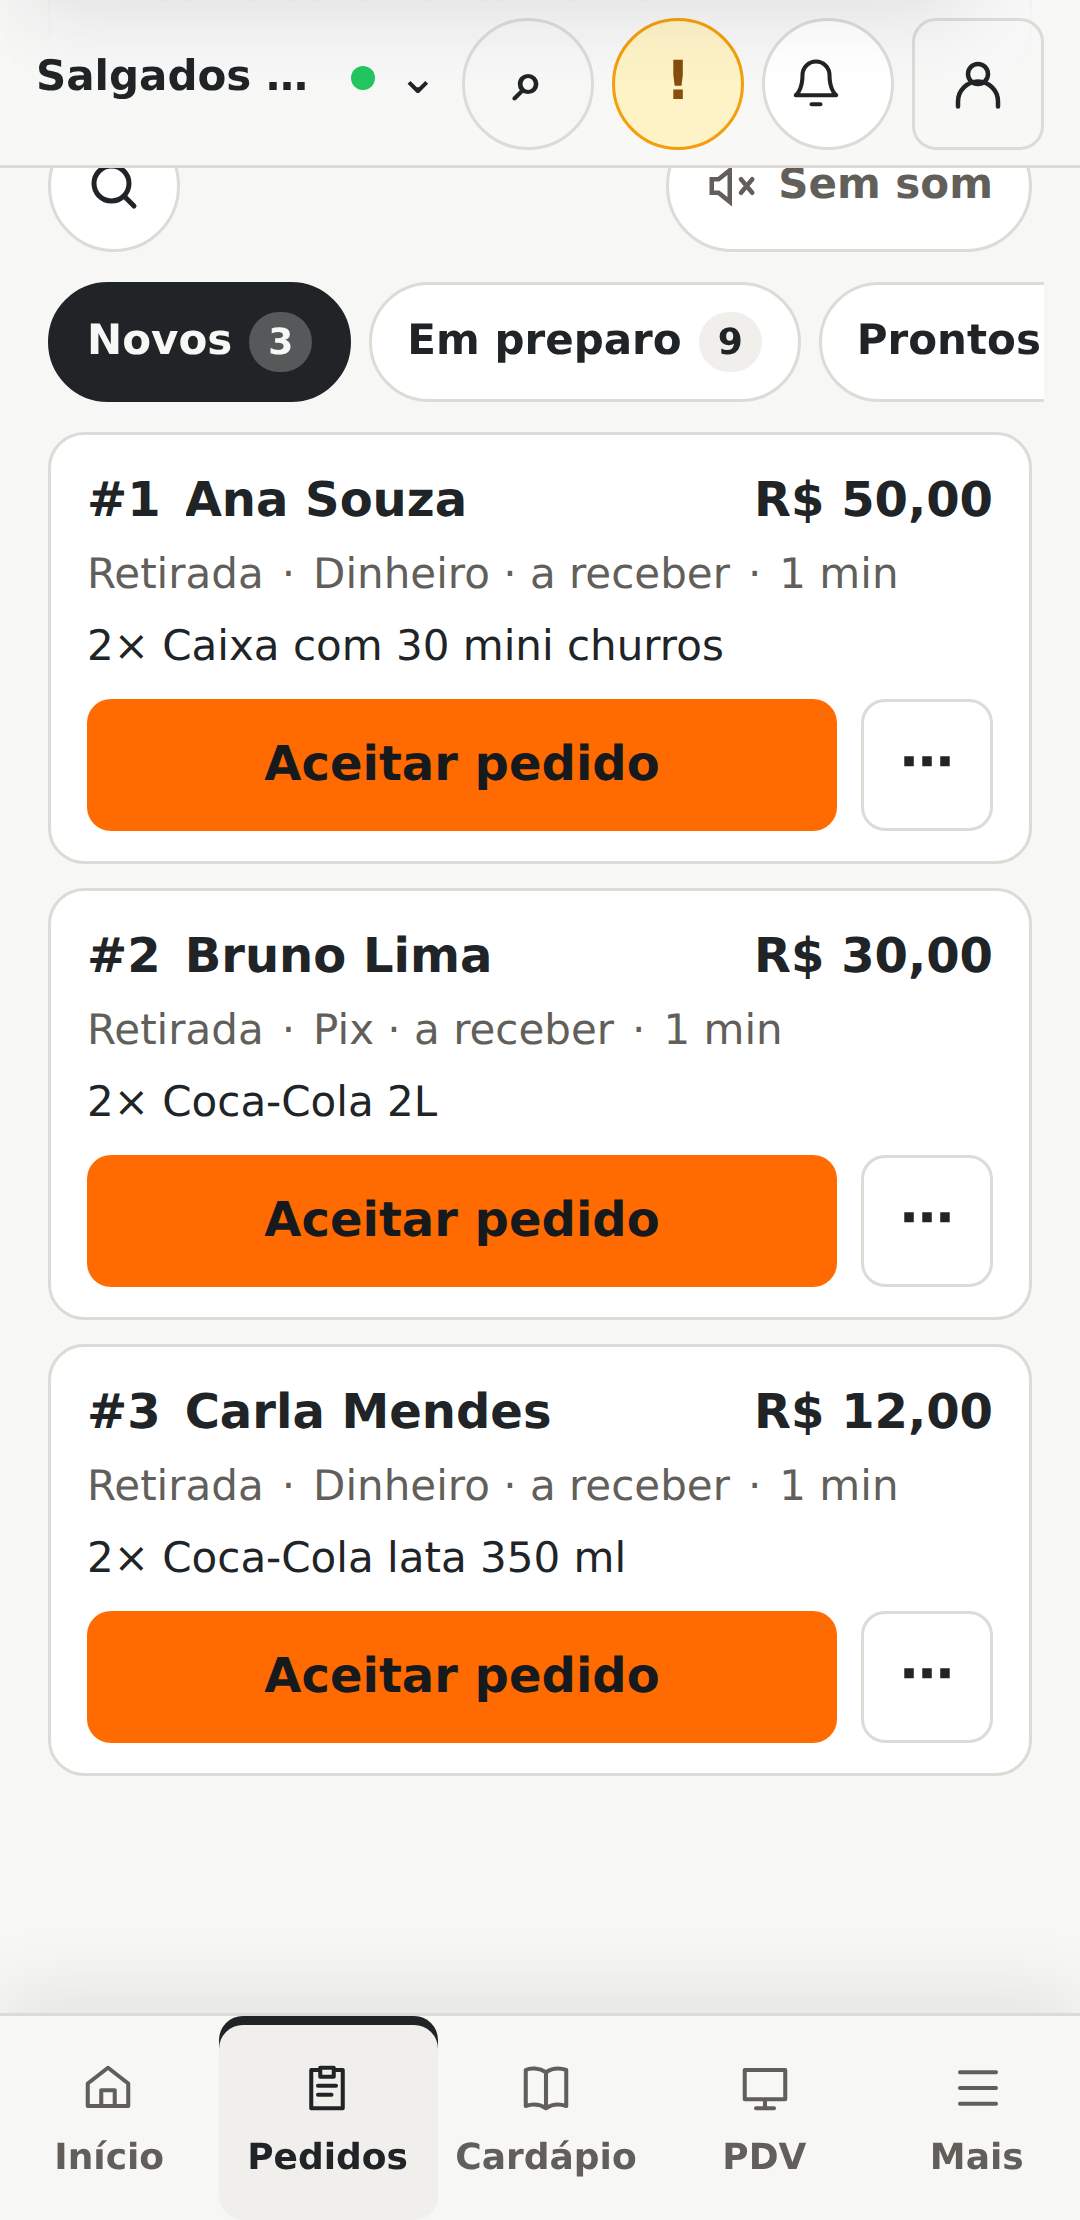 Salgados ...
!
Sem som
Novos 3
Em preparo 9
Prontos
#1 Ana Souza
R$ 50,00
Retirada · Dinheiro · a receber · 1 min
2× Caixa com 30 mini churros
Aceitar pedido
...
#2 Bruno Lima
R$ 30,00
Retirada · Pix · a receber · 1 min
2× Coca-Cola 2L
Aceitar pedido
...
#3 Carla Mendes
R$ 12,00
Retirada · Dinheiro · a receber · 1 min
2× Coca-Cola lata 350 ml
Aceitar pedido
...
Início
Pedidos
Cardápio
PDV
Mais